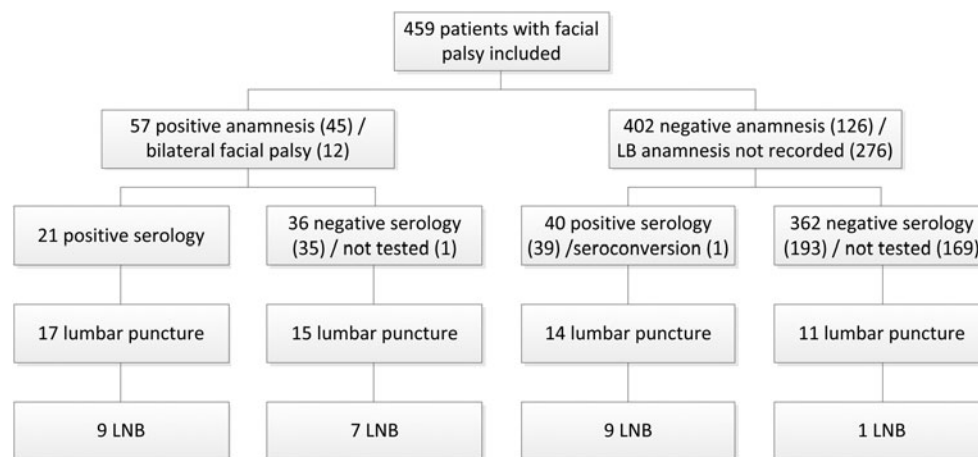 459 patients with facial
palsy included
57 positive anamnesis (45) /
bilateral facial palsy (12)
402 negative anamnesis (126) /
LB anamnesis not recorded (276)
21 positive serology
36 negative serology
(35) / not tested (1)
40 positive serology
(39) /seroconversion (1)
362 negative serology
(193) / not tested (169)
17 lumbar puncture
15 lumbar puncture
14 lumbar puncture
11 lumbar puncture
9 LNB
7 LNB
9 LNB
1 LNB